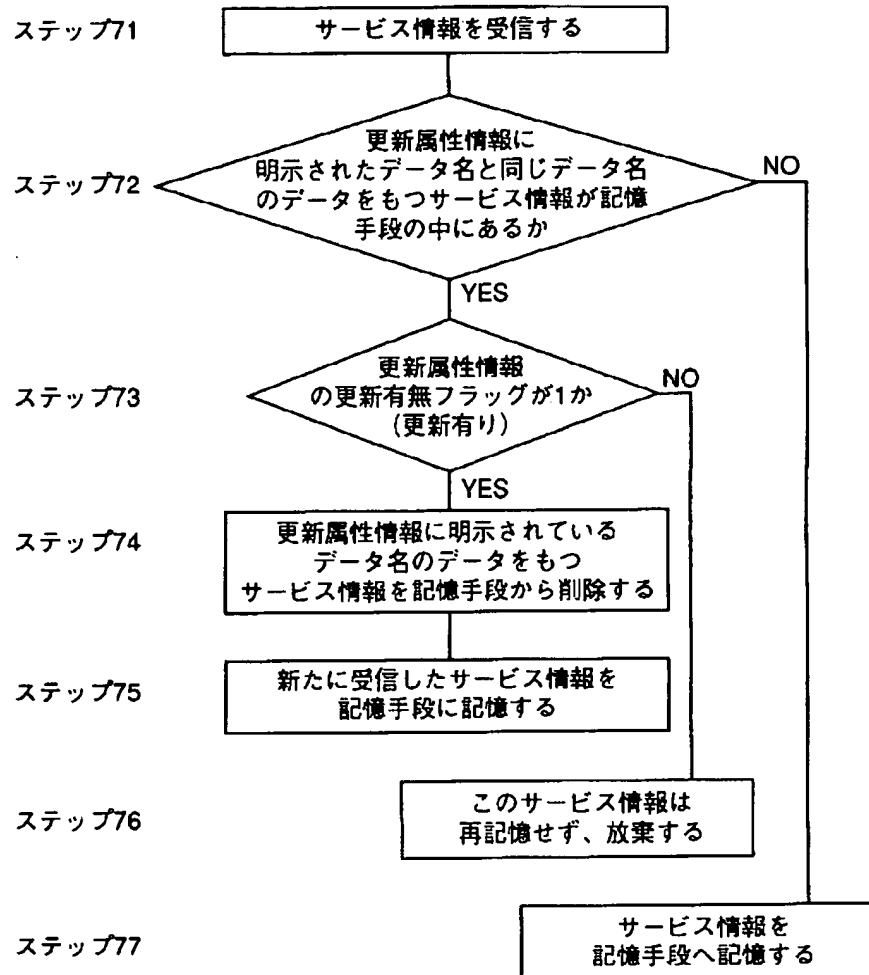 ステップ71
サービス情報を受信する
ステップ72
更新属性情報に
明示されたデータ名と同じデータ名
のデータをもつサービス情報が記憶
手段の中にあるか
NO
YES
ステップ73
更新属性情報
の更新有無フラッグが1か
(更新有り)
NO
YES
ステップ74
更新属性情報に明示されている
データ名のデータをもつ
サービス情報を記憶手段から削除する
ステップ75
新たに受信したサービス情報を
記憶手段に記憶する
ステップ76
このサービス情報は
再記憶せず、放棄する
ステップ77
サービス情報を
記憶手段へ記憶する